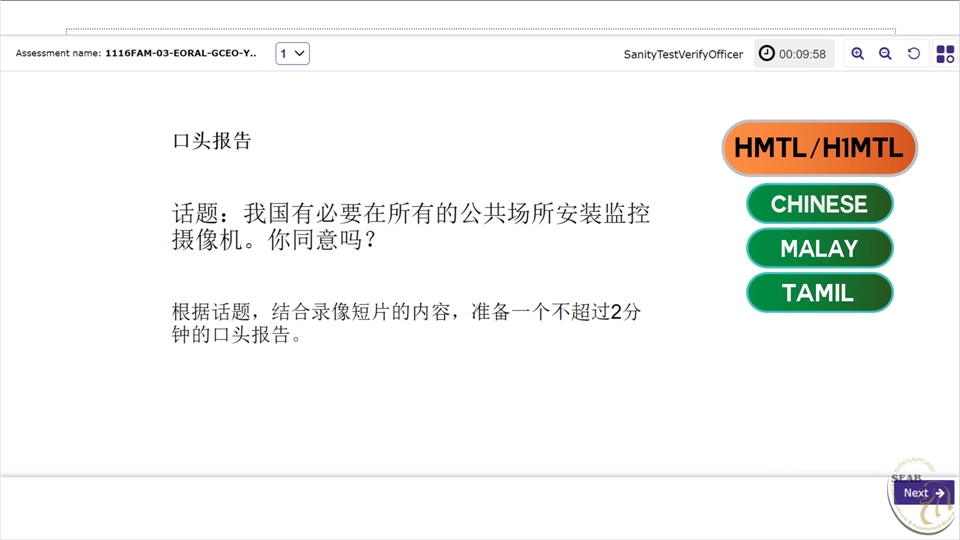 Assessment name: 1116FAM-03-EORAL-GCEO-Y..
1
SanityTestVerifyOfficer
00:09:58
口头报告
话题：我国有必要在所有的公共场所安装监控
摄像机。你同意吗？
根据话题，结合录像短片的内容，准备一个不超过2分
钟的口头报告。
HMTL/H1MTL
CHINESE
MALAY
TAMIL
SEAB
Next